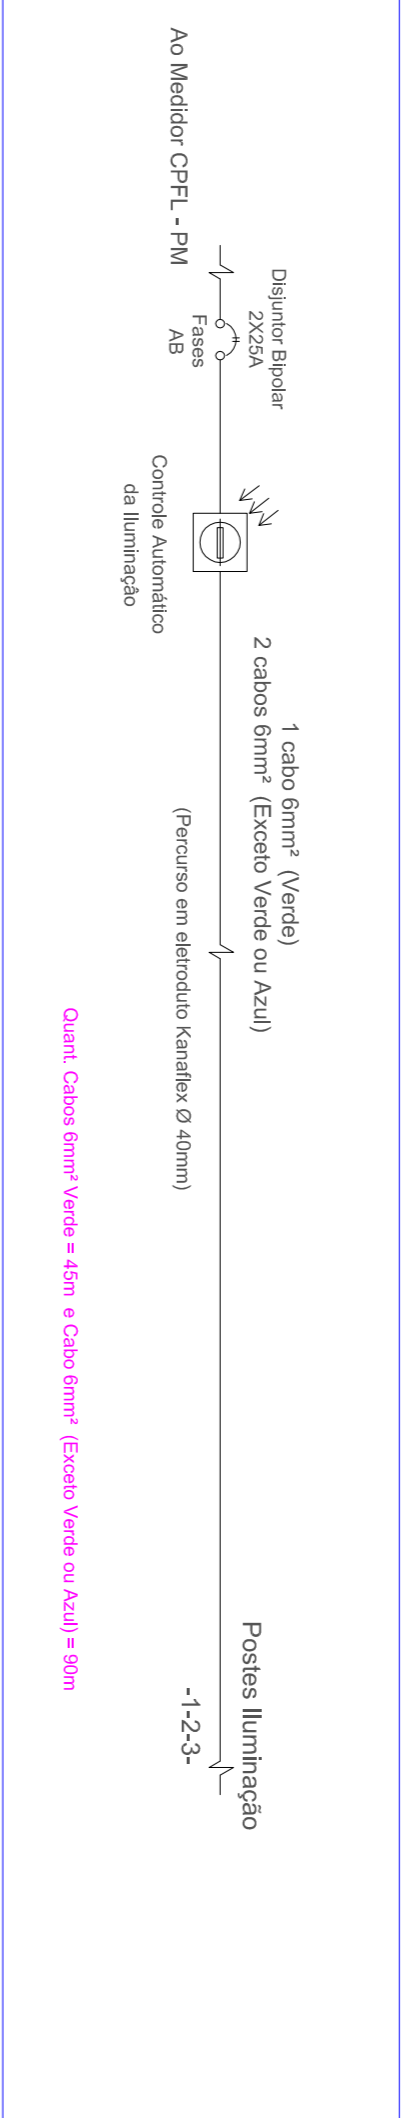 Ao Medidor CPFL - PM
Disjuntor Bipolar
2X25A
Fases
AB
Controle Automático
da Iluminação
1 cabo 6mm² (Verde)
2 cabos 6mm² (Exceto Verde ou Azul)
(Percurso em eletroduto Kanaflex Ø 40mm)
Quant. Cabos 6mm² Verde = 45m e Cabo 6mm² (Exceto Verde ou Azul) = 90m
Postes Iluminação
-1-2-3-